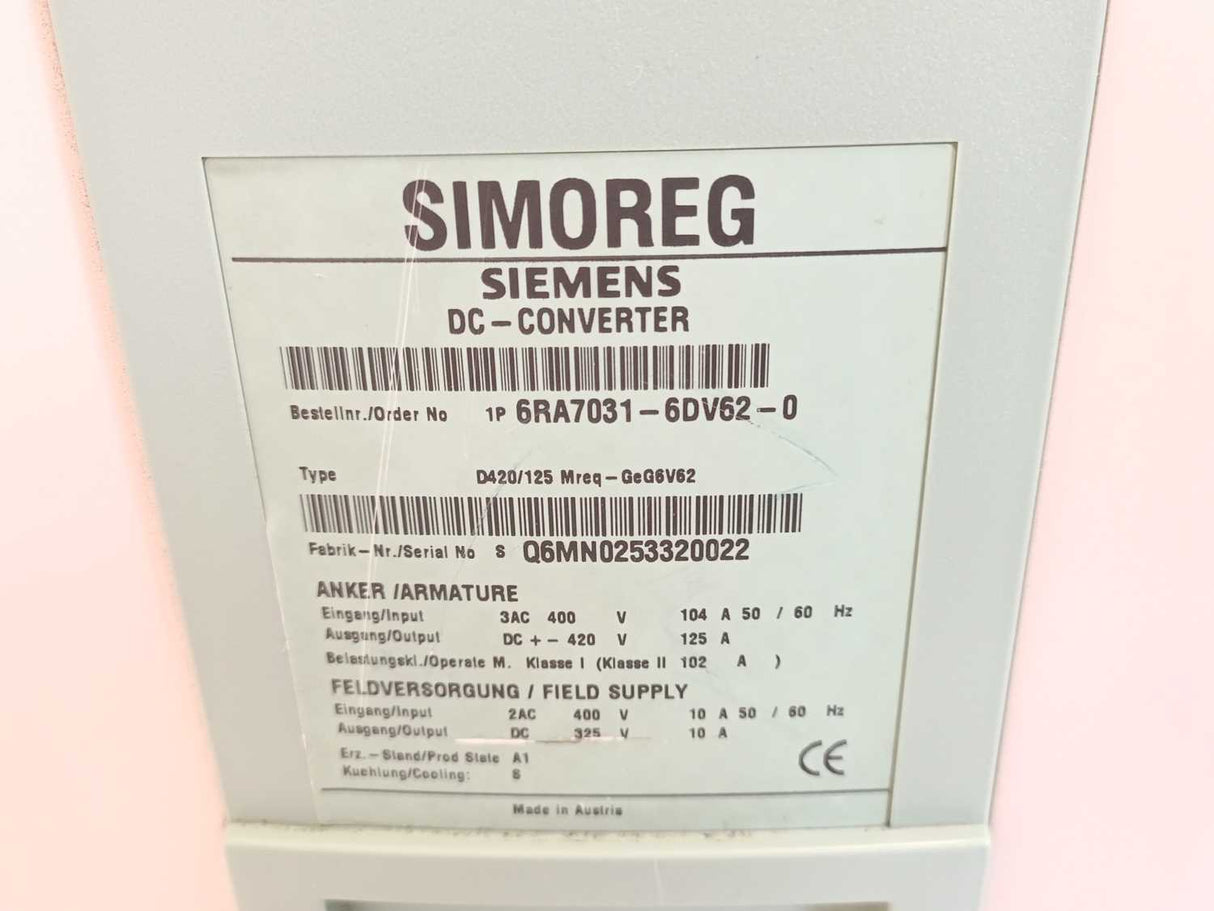 SIMOREG
SIEMENS
DC-CONVERTER
Bestellnr./Order No 1P 6RA7031-6DV62-0
Type D420/125 Mreq-GeG6V62
Fabrik-Nr./Serial No S Q6MN0253320022
ANKER /ARMATURE
Eingang/Input 3AC 400 V 104 A 50 / 60 Hz
Ausgang/Output DC +- 420 V 125 A
Belastungskl./Operate M. Klasse I (Klasse II 102 A )
FELDVERSORGUNG / FIELD SUPPLY
Eingang/Input 2AC 400 V 10 A 50 / 60 Hz
Ausgang/Output DC 325 V 10 A
Erz.-Stand/Prod State A1
Kuehlung/Cooling: S
CE
Made in Austria